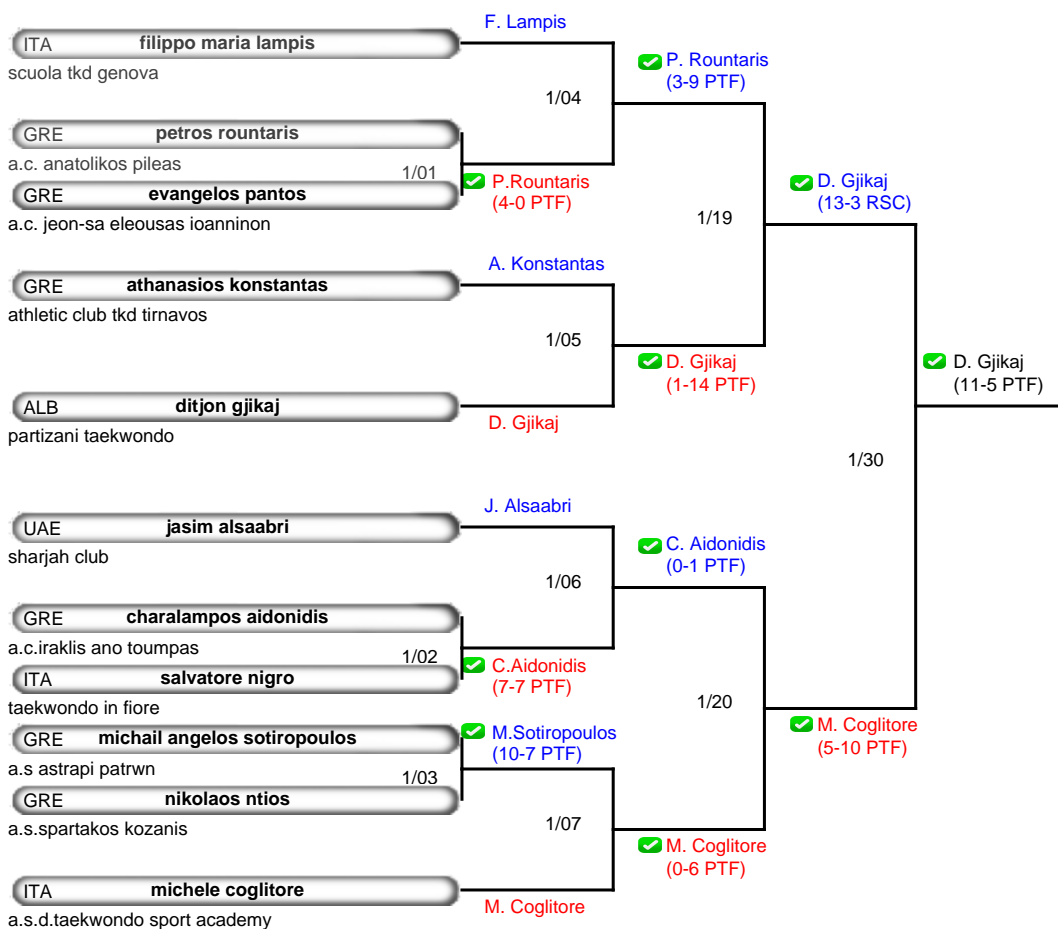 F. Lampis
ITA filippo maria lampis
scuola tkd genova
P. Rountaris
(3-9 PTF)
1/04
GRE petros rountaris
a.c. anatolikos pileas
1/01
GRE evangelos pantos
a.c. jeon-sa eleousas ioanninon
P.Rountaris
(4-0 PTF)
D. Gjikaj
(13-3 RSC)
1/19
A. Konstantas
GRE athanasios konstantas
athletic club tkd tirnavos
1/05
D. Gjikaj
(1-14 PTF)
D. Gjikaj
(11-5 PTF)
ALB ditjon gjikaj
partizani taekwondo
D. Gjikaj
1/30
J. Alsaabri
UAE jasim alsaabri
sharjah club
C. Aidonidis
(0-1 PTF)
1/06
GRE charalampos aidonidis
a.c.iraklis ano toumpas
1/02
ITA salvatore nigro
taekwondo in fiore
C.Aidonidis
(7-7 PTF)
1/20
GRE michail angelos sotiropoulos
a.s astrapi patrwn
M.Sotiropoulos
(10-7 PTF)
M. Coglitore
(5-10 PTF)
1/03
GRE nikolaos ntios
a.s.spartakos kozanis
1/07
M. Coglitore
(0-6 PTF)
ITA michele coglitore
a.s.d.taekwondo sport academy
M. Coglitore